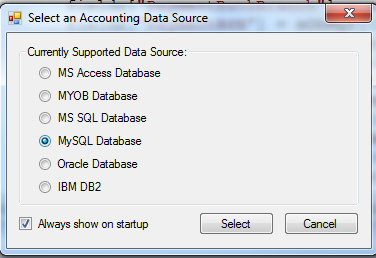 Select an Accounting Data Source
Currently Supported Data Source:
MS Access Database
MYOB Database
MS SQL Database
MySQL Database
Oracle Database
IBM DB2
Always show on startup
Select
Cancel